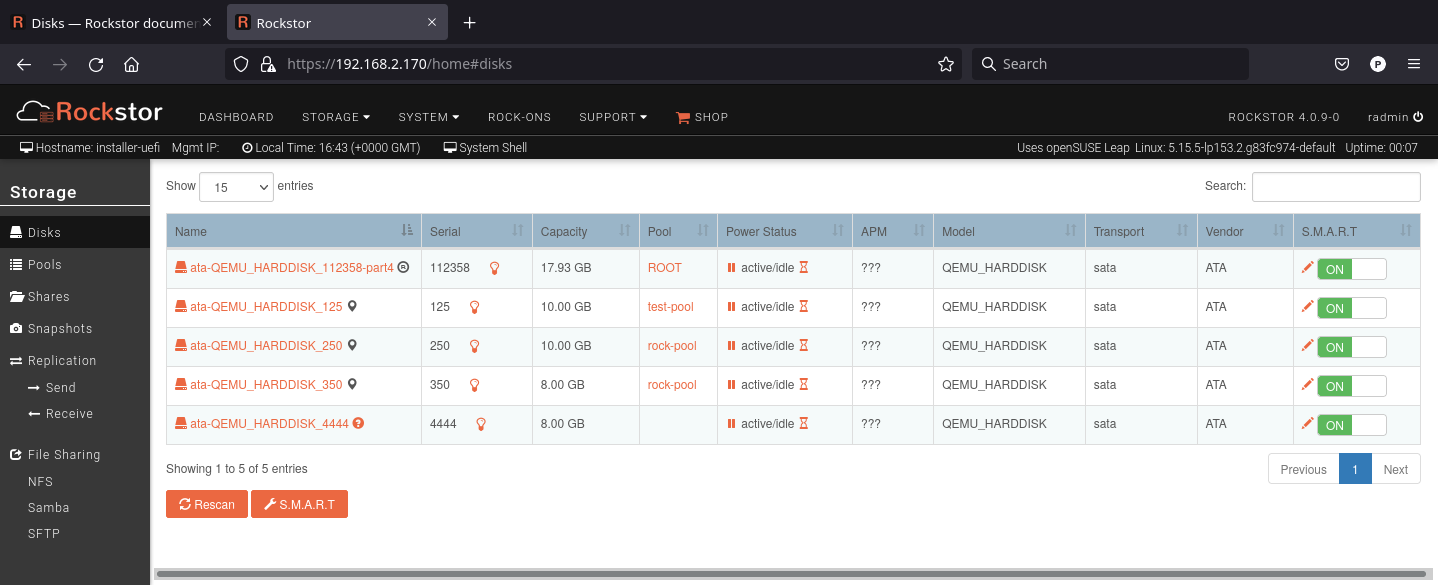 Disks — Rockstor documen
Rockstor
https://192.168.2.170/home#disks
Search
P
Rockstor
DASHBOARD STORAGE SYSTEM ROCK-ONS SUPPORT SHOP ROCKSTOR 4.0.9-0 radmin
Hostname: installer-uefi Mgmt IP: Local Time: 16:43 (+0000 GMT) System Shell Uses openSUSE Leap Linux: 5.15.5-lp153.2.g83fc974-default Uptime: 00:07
Storage
Disks
Pools
Shares
Snapshots
Replication
Send
Receive
File Sharing
NFS
Samba
SFTP
Show 15 entries Search:
Name Serial Capacity Pool Power Status APM Model Transport Vendor S.M.A.R.T
ata-QEMU_HARDDISK_112358-part4 R 112358 17.93 GB ROOT active/idle ??? QEMU_HARDDISK sata ATA ON
ata-QEMU_HARDDISK_125 125 10.00 GB test-pool active/idle ??? QEMU_HARDDISK sata ATA ON
ata-QEMU_HARDDISK_250 250 10.00 GB rock-pool active/idle ??? QEMU_HARDDISK sata ATA ON
ata-QEMU_HARDDISK_350 350 8.00 GB rock-pool active/idle ??? QEMU_HARDDISK sata ATA ON
ata-QEMU_HARDDISK_4444 ? 4444 8.00 GB active/idle ??? QEMU_HARDDISK sata ATA ON
Showing 1 to 5 of 5 entries Previous 1 Next
Rescan S.M.A.R.T